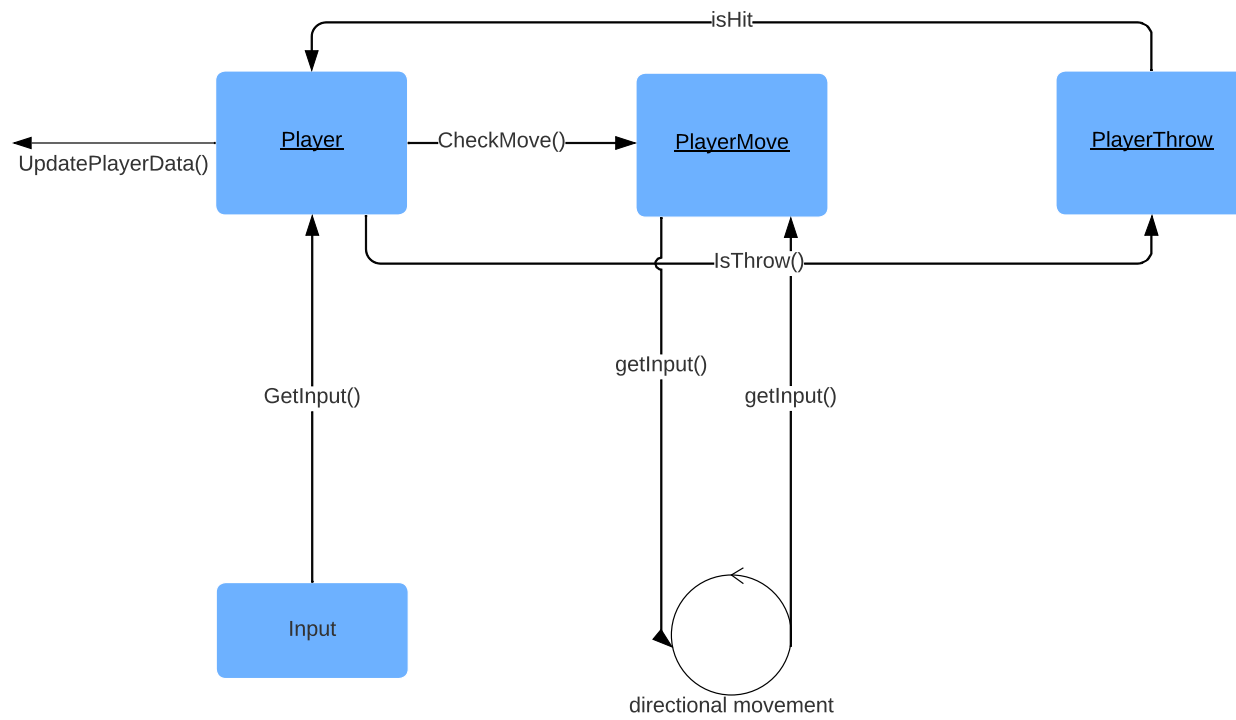 isHit
Player
CheckMove()
PlayerMove
PlayerThrow
UpdatePlayerData()
IsThrow()
getInput()
GetInput()
getInput()
Input
directional movement